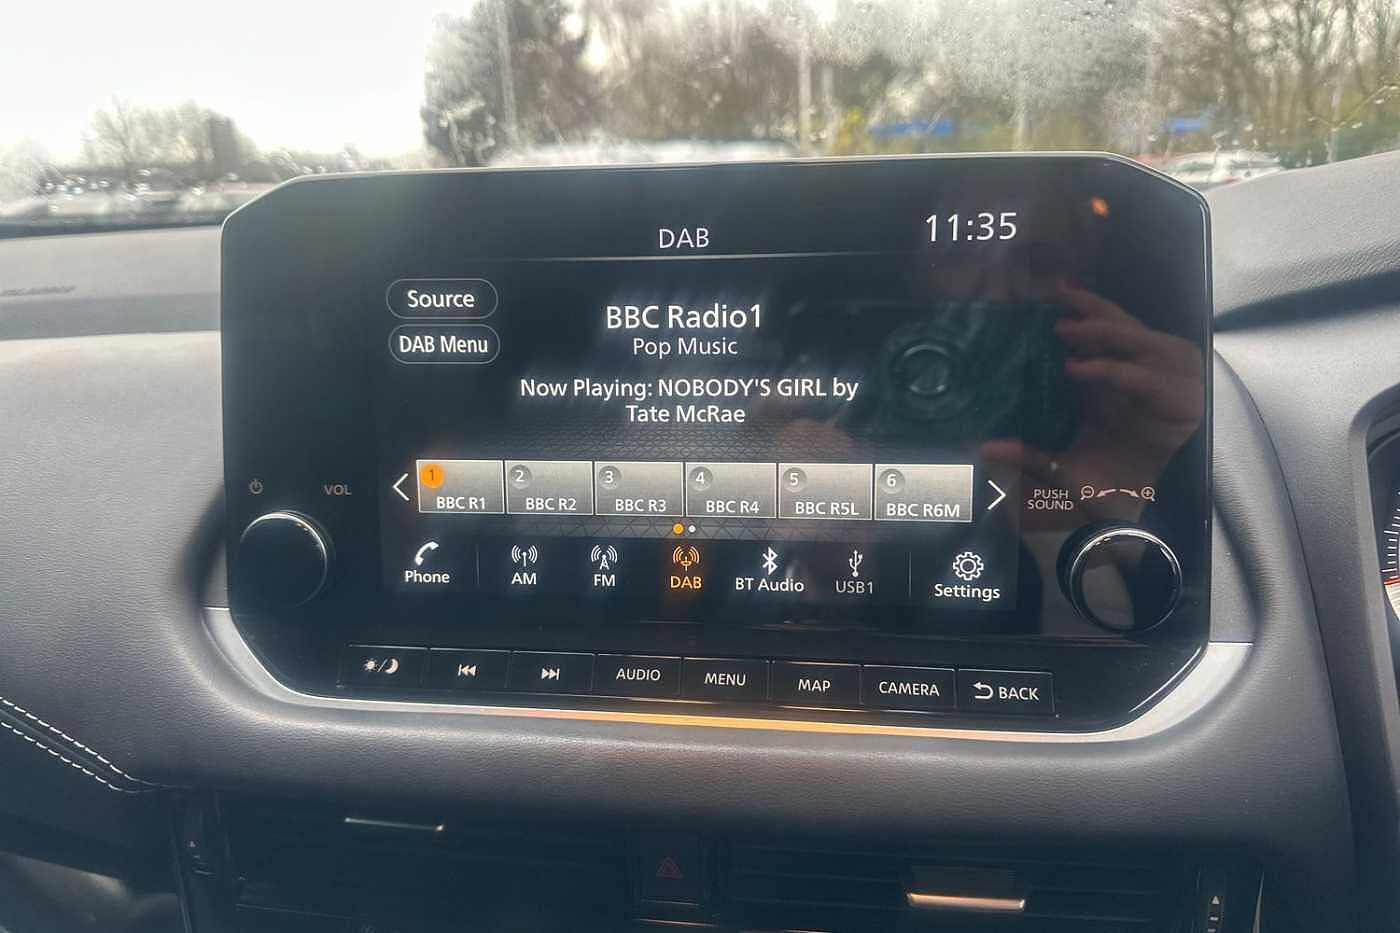 DAB
11:35
Source
DAB Menu
BBC Radio1
Pop Music
Now Playing: NOBODY'S GIRL by
Tate McRae
1
BBC R1
2
BBC R2
3
BBC R3
4
BBC R4
5
BBC R5L
6
BBC R6M
VOL
PUSH
SOUND
Phone
AM
FM
DAB
BT Audio
USB1
Settings
AUDIO
MENU
MAP
CAMERA
BACK